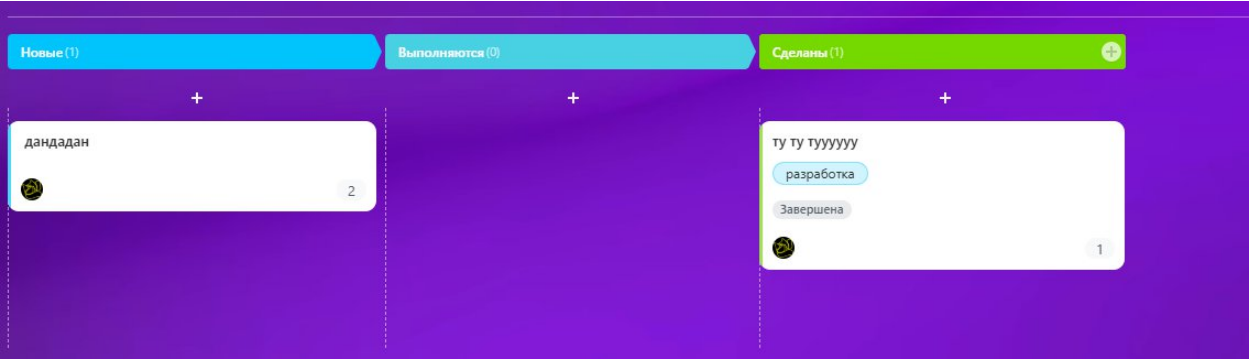 Новые (1)
Выполняются (0)
Сделаны (1)
+
+
+
+
дандадан
2
ту ту туууууу
разработка
Завершена
1